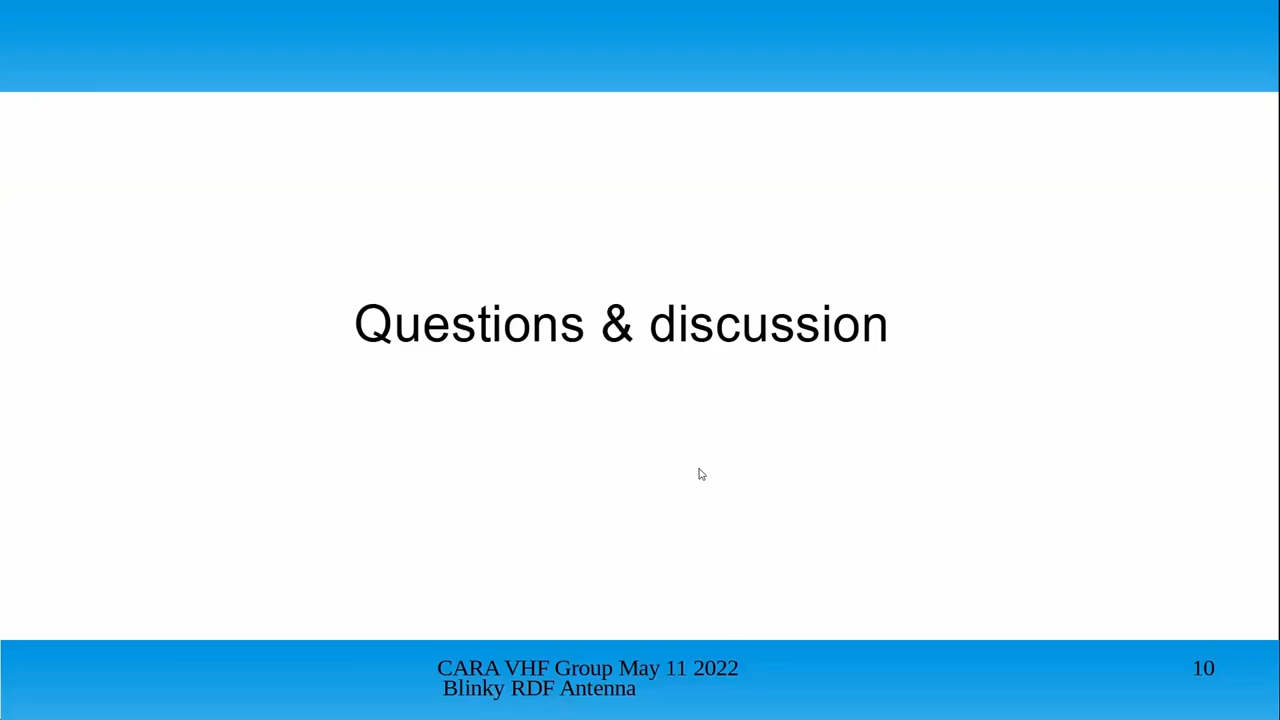 Questions & discussion
CARA VHF Group May 11 2022
Blinky RDF Antenna
10